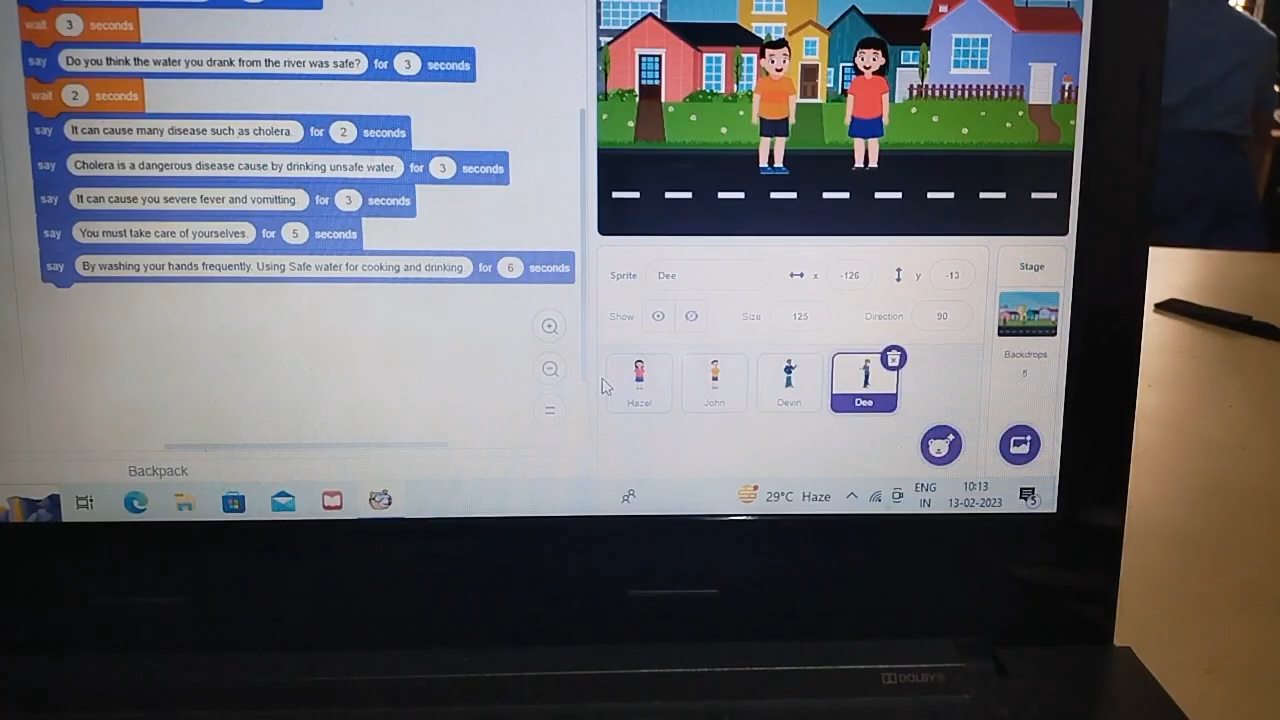 wait 3 seconds
say Do you think the water you drank from the river was safe? for 3 seconds
wait 2 seconds
say It can cause many disease such as cholera. for 2 seconds
say Cholera is a dangerous disease cause by drinking unsafe water. for 3 seconds
say It can cause you severe fever and vomitting. for 3 seconds
say You must take care of yourselves. for 5 seconds
say By washing your hands frequently. Using Safe water for cooking and drinking. for 6 seconds
Sprite Dee x -126 y -13
Show Size 125 Direction 90
Stage
Backdrops
5
Hazel John Devin Dee
Backpack
29°C Haze
ENG
IN
10:13
13-02-2023
5
DOLBY